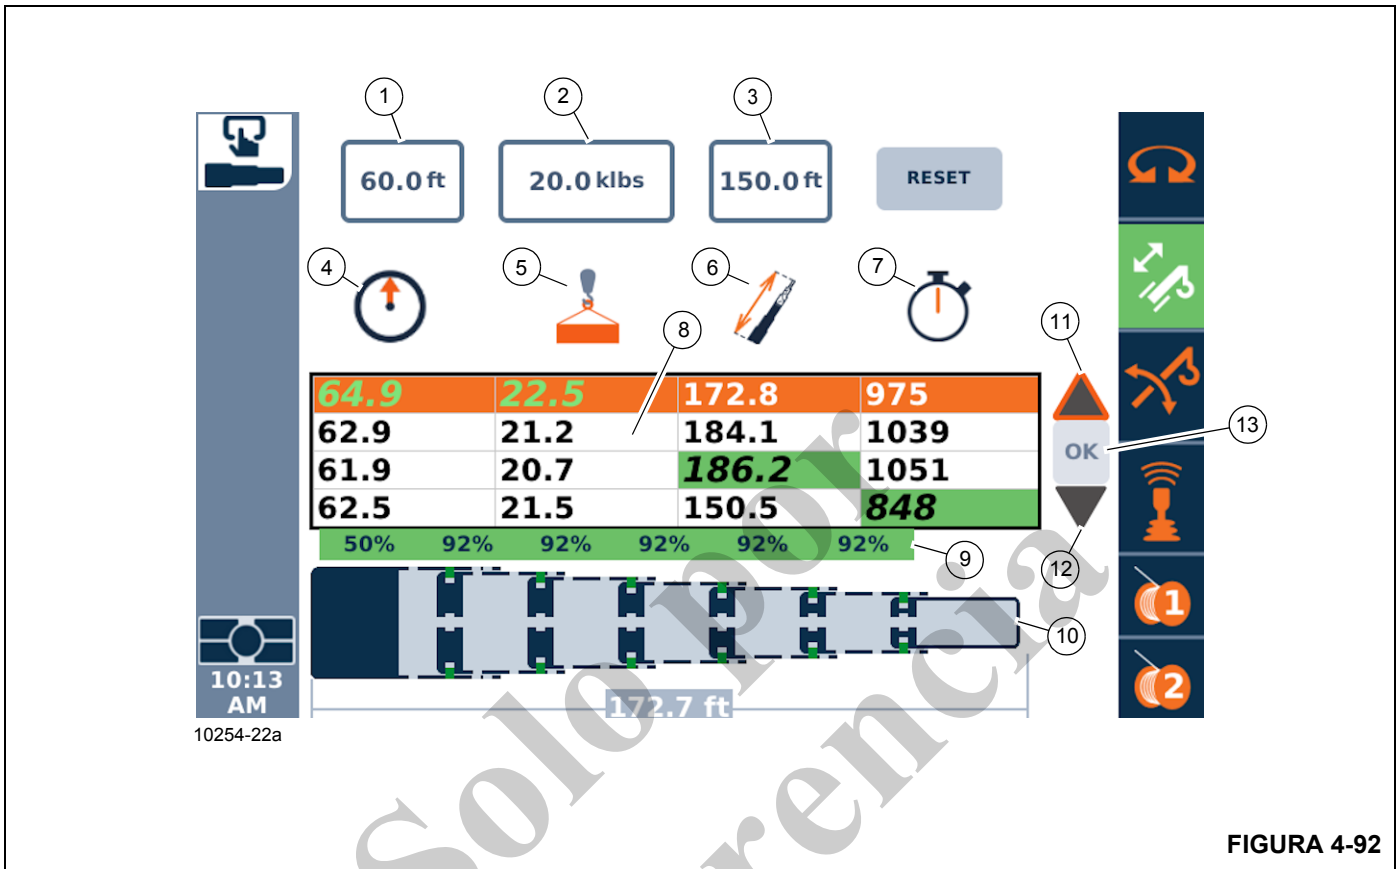 1 2 3
60.0 ft 20.0 klbs 150.0 ft RESET
4 5 6 7
8 11
64.9 22.5 172.8 975
62.9 21.2 184.1 1039
61.9 20.7 186.2 1051
62.5 21.5 150.5 848
OK 13
50% 92% 92% 92% 92% 92%
9 12
10
1
2
172.7 ft
10:13
AM
10254-22a
Solo por
referencia
FIGURA 4-92